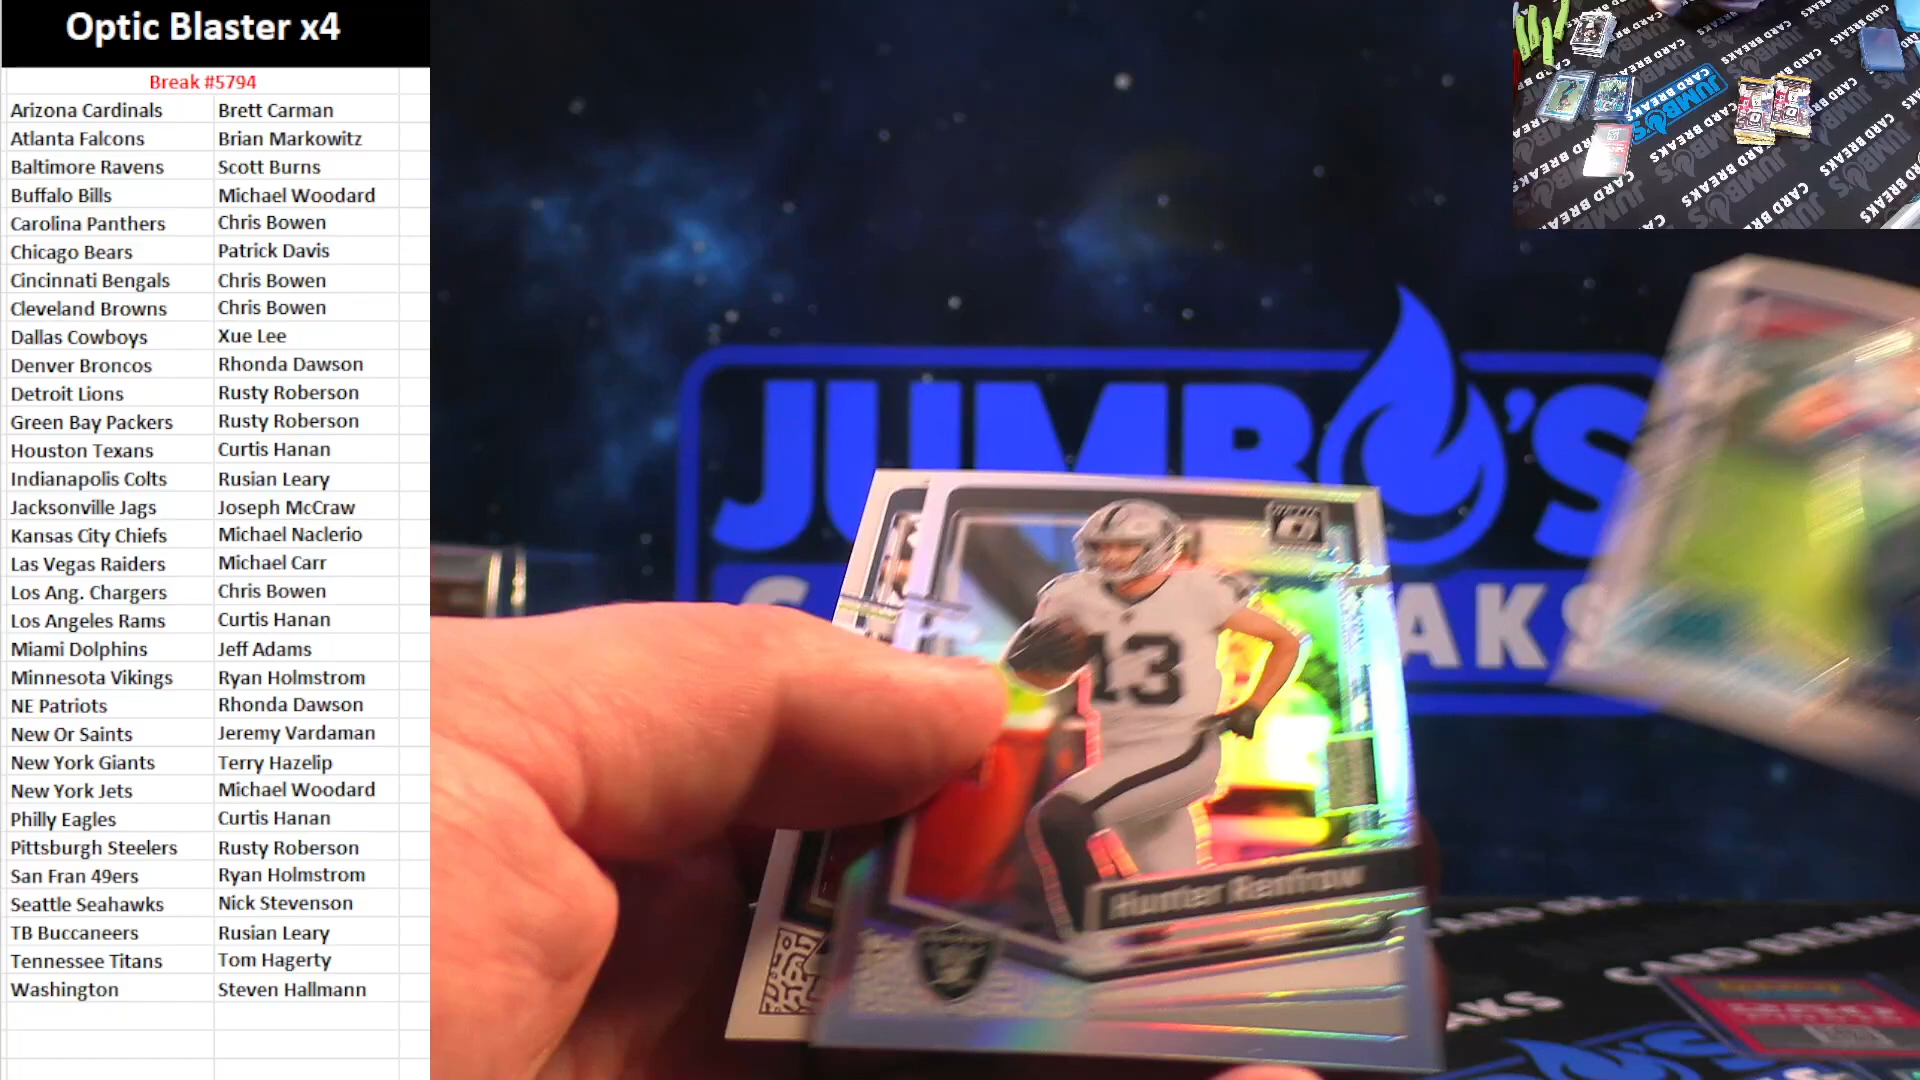 Optic Blaster x4
Break #5794
Arizona Cardinals Brett Carman
Atlanta Falcons Brian Markowitz
Baltimore Ravens Scott Burns
Buffalo Bills Michael Woodard
Carolina Panthers Chris Bowen
Chicago Bears Patrick Davis
Cincinnati Bengals Chris Bowen
Cleveland Browns Chris Bowen
Dallas Cowboys Xue Lee
Denver Broncos Rhonda Dawson
Detroit Lions Rusty Roberson
Green Bay Packers Rusty Roberson
Houston Texans Curtis Hanan
Indianapolis Colts Rusian Leary
Jacksonville Jags Joseph McCraw
Kansas City Chiefs Michael Naclerio
Las Vegas Raiders Michael Carr
Los Ang. Chargers Chris Bowen
Los Angeles Rams Curtis Hanan
Miami Dolphins Jeff Adams
Minnesota Vikings Ryan Holmstrom
NE Patriots Rhonda Dawson
New Or Saints Jeremy Vardaman
New York Giants Terry Hazelip
New York Jets Michael Woodard
Philly Eagles Curtis Hanan
Pittsburgh Steelers Rusty Roberson
San Fran 49ers Ryan Holmstrom
Seattle Seahawks Nick Stevenson
TB Buccaneers Rusian Leary
Tennessee Titans Tom Hagerty
Washington Steven Hallmann
JUMBO'S
CARD BREAKS
JUMBO'S
AKS
13
Hunter Renfrow
CARD BREAKS